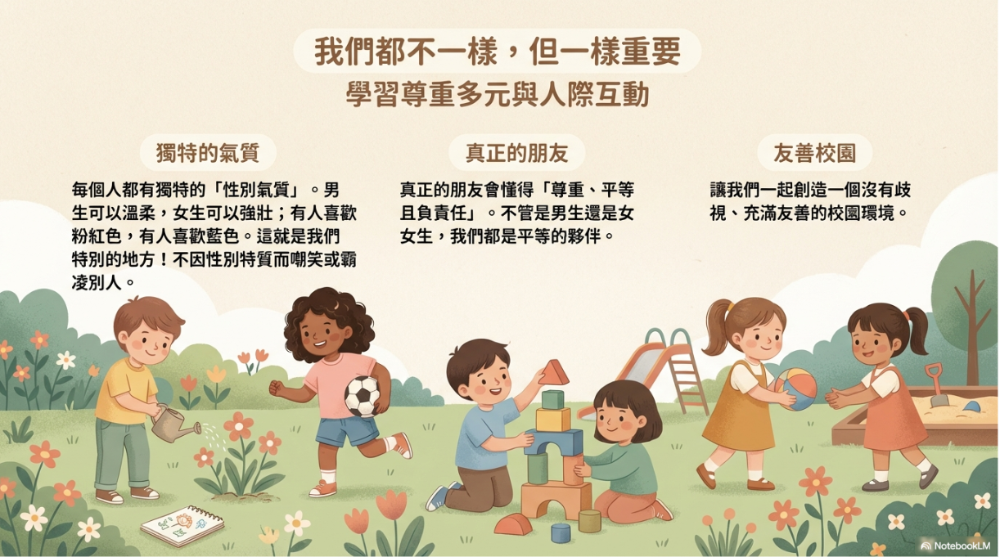 我們都不一樣，但一樣重要
學習尊重多元與人際互動
獨特的氣質
每個人都有獨特的「性別氣質」。男
生可以溫柔，女生可以強壯；有人喜歡
粉紅色，有人喜歡藍色。這就是我們
特別的地方！不因性別特質而嘲笑或霸
凌別人。
真正的朋友
真正的朋友會懂得「尊重、平等
且負責任」。不管是男生還是女
女生，我們都是平等的夥伴。
友善校園
讓我們一起創造一個沒有歧
視、充滿友善的校園環境。
NotebookLM